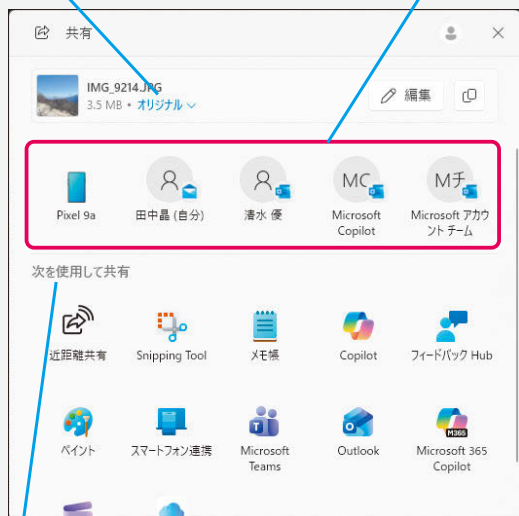 共有
IMG_9214.JPG
3.5 MB • オリジナル
編集
Pixel 9a
田中晶 (自分)
清水 優
MC
Microsoft
Copilot
Mチ
Microsoft アカウ
ント チーム
次を使用して共有
近距離共有
Snipping Tool
メモ帳
Copilot
フィードバック Hub
ペイント
スマートフォン連携
Microsoft
Teams
Outlook
M365
Microsoft 365
Copilot